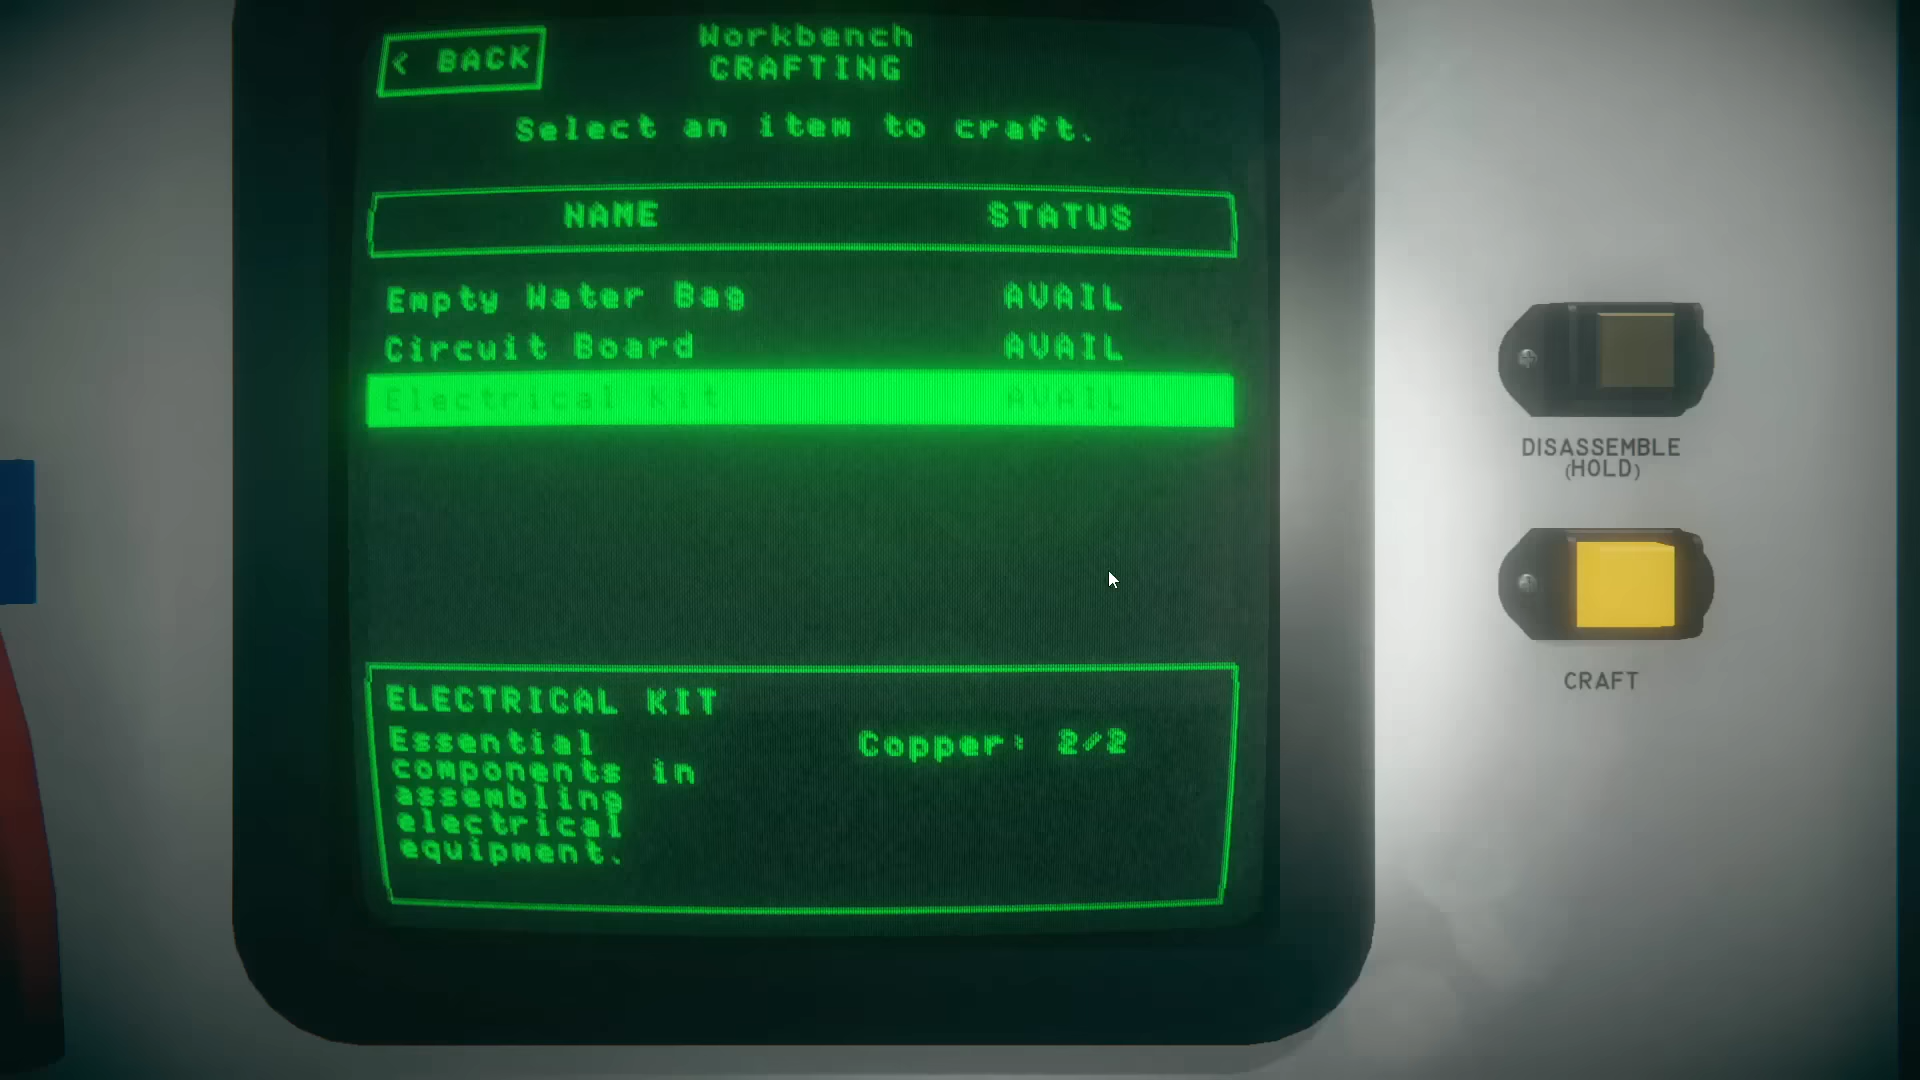 < BACK
Workbench
CRAFTING
Select an item to craft.
NAME STATUS
Empty Water Bag AVAIL
Circuit Board AVAIL
Electrical Kit AVAIL
ELECTRICAL KIT
Essential
components in
assembling
electrical
equipment.
Copper: 2/2
DISASSEMBLE
(HOLD)
CRAFT